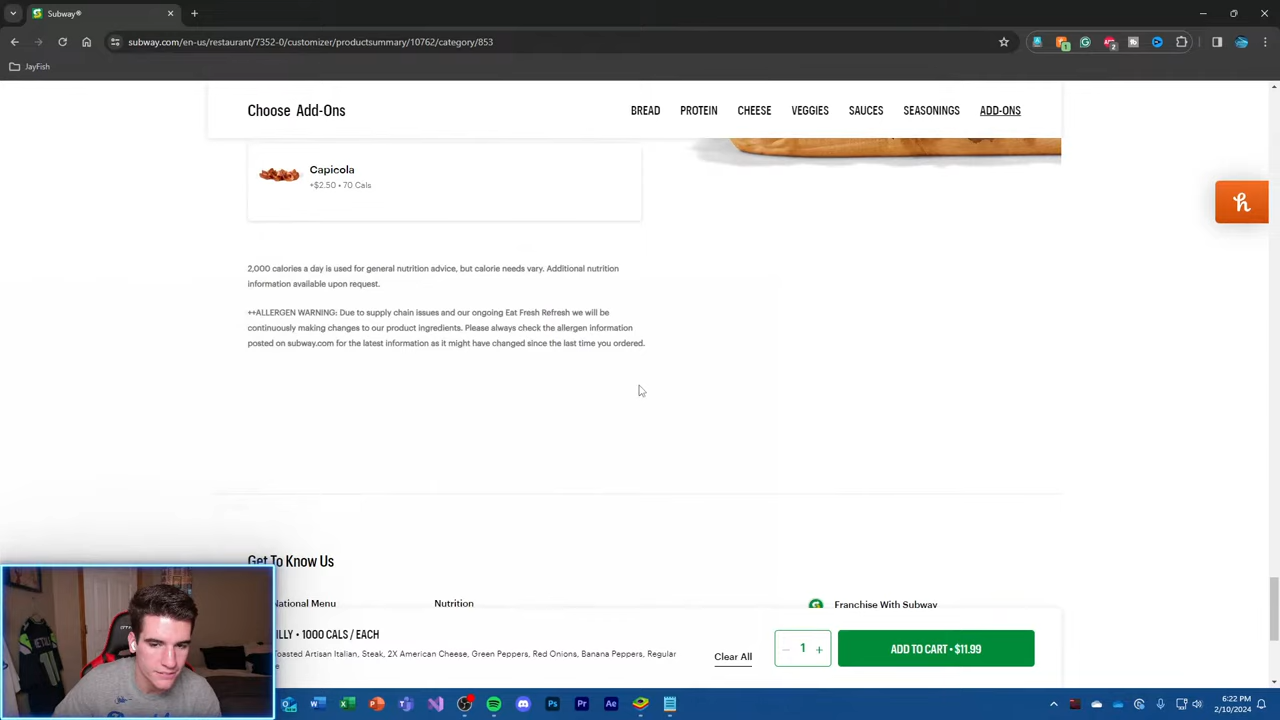 Subway®
subway.com/en-us/restaurant/7352-0/customizer/productsummary/10762/category/853
JayFish
Choose Add-Ons
BREAD PROTEIN CHEESE VEGGIES SAUCES SEASONINGS ADD-ONS
Capicola
+$2.50 • 70 Cals
2,000 calories a day is used for general nutrition advice, but calorie needs vary. Additional nutrition
information available upon request.
++ALLERGEN WARNING: Due to supply chain issues and our ongoing Eat Fresh Refresh we will be
continuously making changes to our product ingredients. Please always check the allergen information
posted on subway.com for the latest information as it might have changed since the last time you ordered.
Get To Know Us
National Menu
Nutrition
Franchise With Subway
ILLY • 1000 CALS / EACH
oasted Artisan Italian, Steak, 2X American Cheese, Green Peppers, Red Onions, Banana Peppers, Regular
Clear All
1
ADD TO CART • $11.99
6:22 PM
2/10/2024